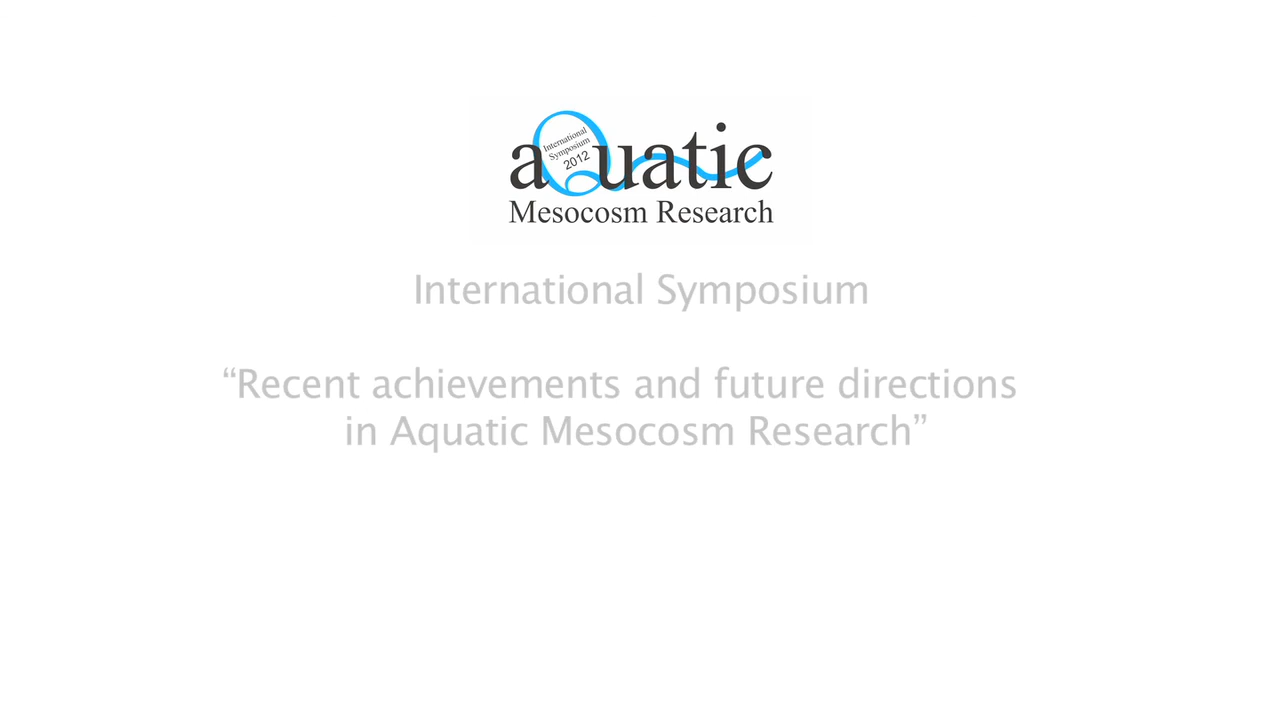 International
Symposium
2012
aQuatic
Mesocosm Research
International Symposium
“Recent achievements and future directions
in Aquatic Mesocosm Research”